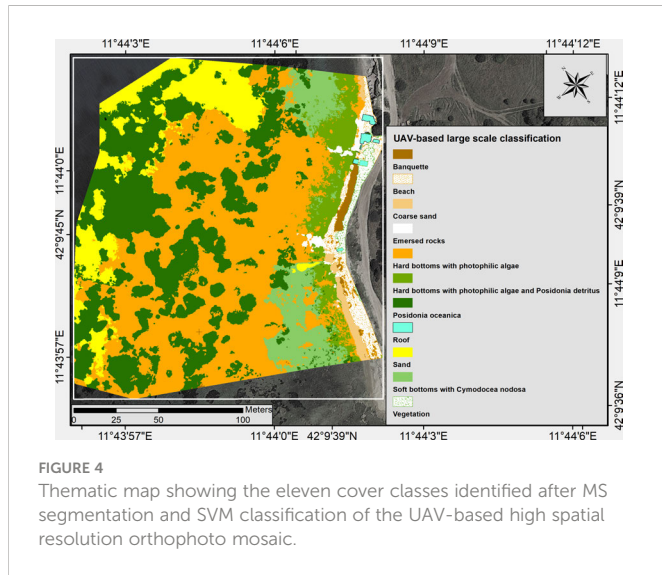 11°44'3"E
11°44'6"E
11°44'9"E
11°44'12"E
11°44'0"E
42°9'45"N
11°43'57"E
11°44'12"E
42°9'39"N
11°44'9"E
42°9'36"N
UAV-based large scale classification
Banquette
Beach
Coarse sand
Emersed rocks
Hard bottoms with photophilic algae
Hard bottoms with photophilic algae and Posidonia detritus
Posidonia oceanica
Roof
Sand
Soft bottoms with Cymodocea nodosa
Vegetation
Meters
0 25 50 100
11°43'57"E
11°44'0"E
42°9'39"N
11°44'3"E
11°44'6"E
FIGURE 4
Thematic map showing the eleven cover classes identified after MS
segmentation and SVM classification of the UAV-based high spatial
resolution orthophoto mosaic.